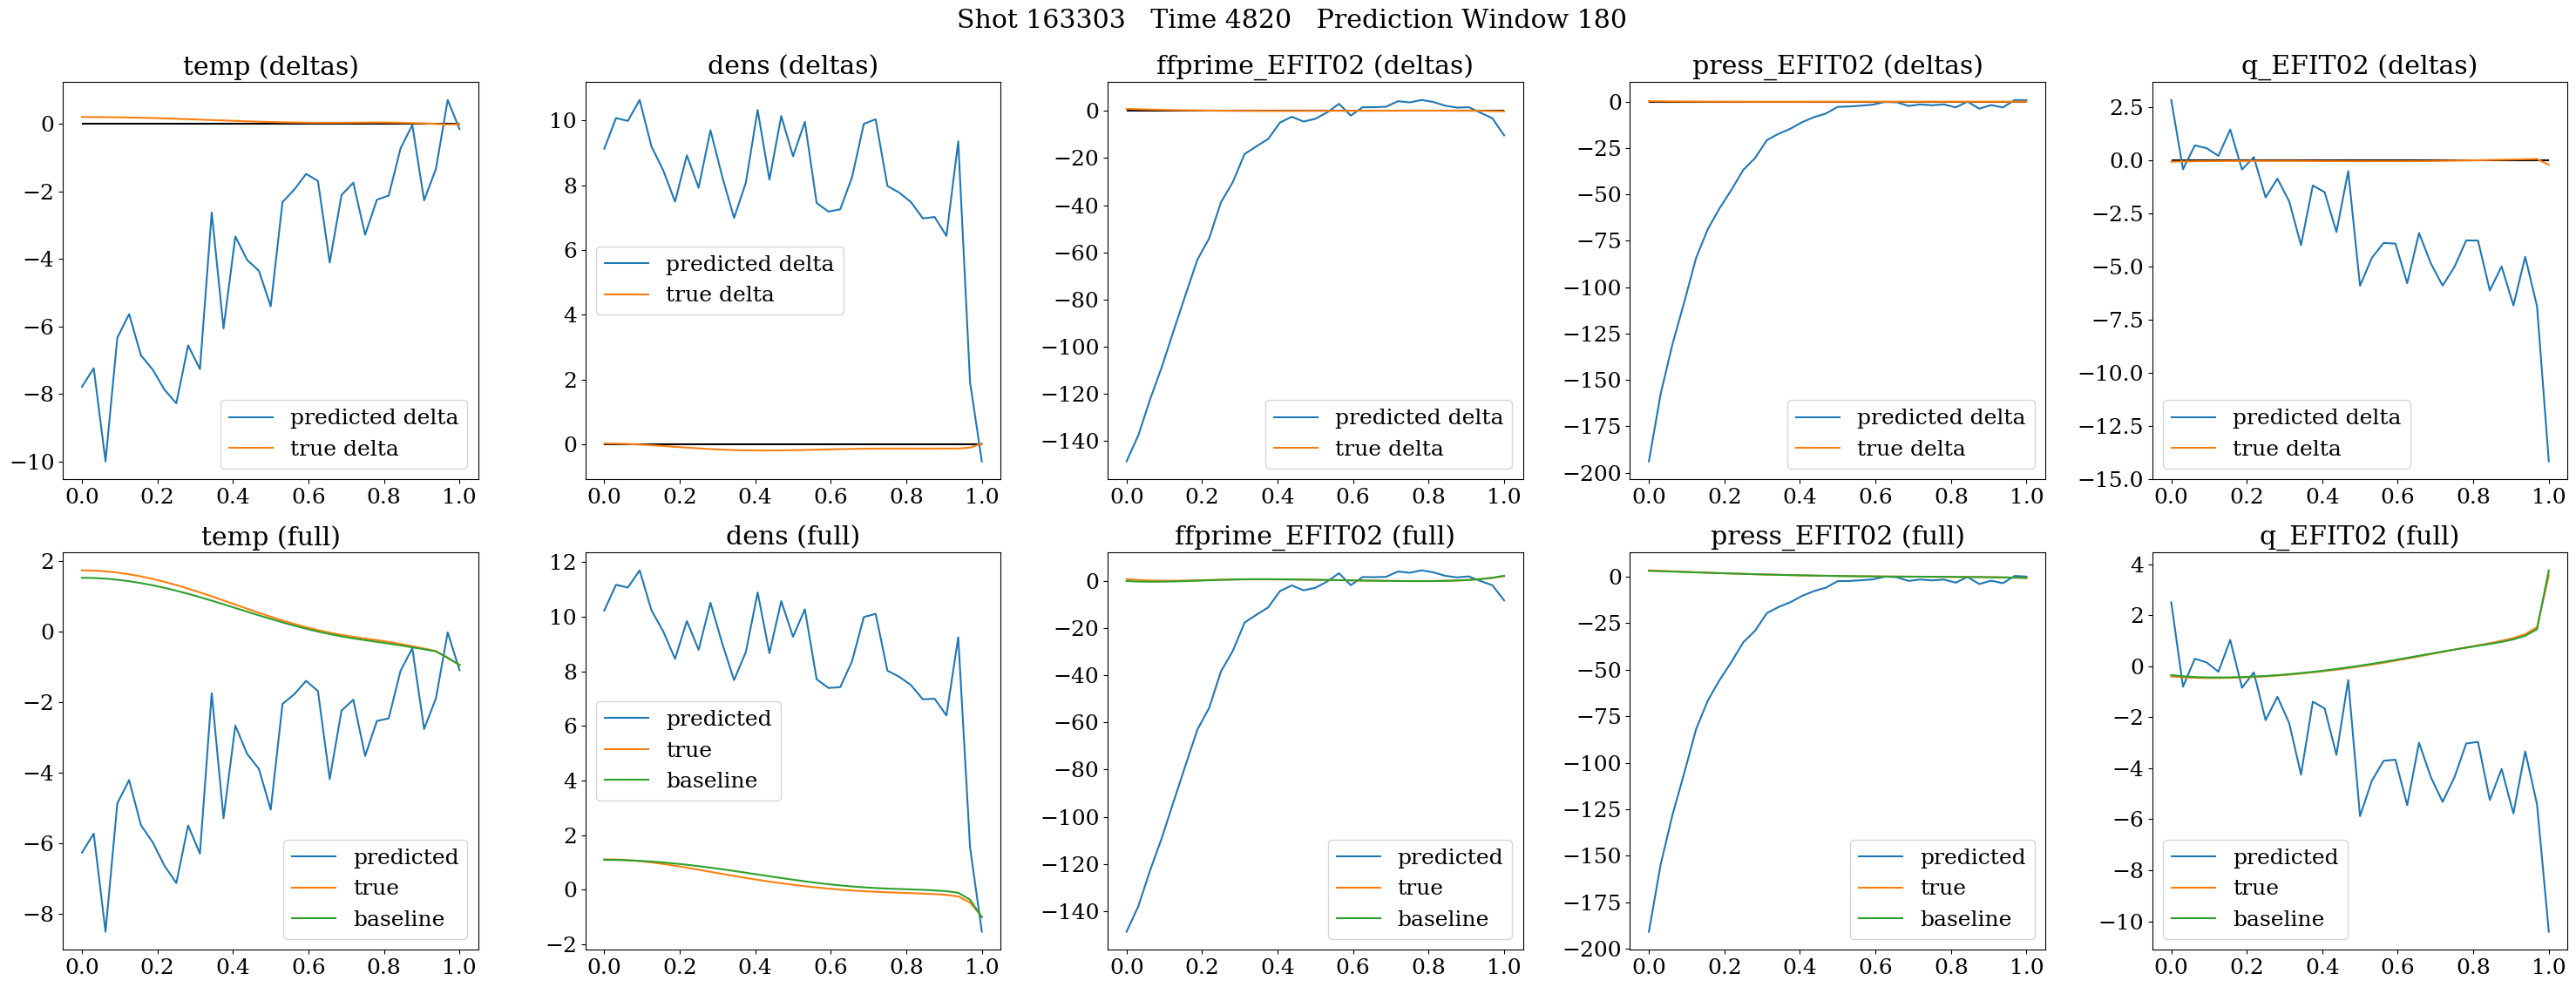 Shot 163303   Time 4820   Prediction Window 180
temp (deltas)
0
−2
−4
−6
−8
−10
0.0 0.2 0.4 0.6 0.8 1.0
predicted delta
true delta
dens (deltas)
10
8
6
4
2
0
0.0 0.2 0.4 0.6 0.8 1.0
predicted delta
true delta
ffprime_EFIT02 (deltas)
0
−20
−40
−60
−80
−100
−120
−140
0.0 0.2 0.4 0.6 0.8 1.0
predicted delta
true delta
press_EFIT02 (deltas)
0
−25
−50
−75
−100
−125
−150
−175
−200
0.0 0.2 0.4 0.6 0.8 1.0
predicted delta
true delta
q_EFIT02 (deltas)
2.5
0.0
−2.5
−5.0
−7.5
−10.0
−12.5
−15.0
0.0 0.2 0.4 0.6 0.8 1.0
predicted delta
true delta
temp (full)
2
0
−2
−4
−6
−8
0.0 0.2 0.4 0.6 0.8 1.0
predicted
true
baseline
dens (full)
12
10
8
6
4
2
0
−2
0.0 0.2 0.4 0.6 0.8 1.0
predicted
true
baseline
ffprime_EFIT02 (full)
0
−20
−40
−60
−80
−100
−120
−140
0.0 0.2 0.4 0.6 0.8 1.0
predicted
true
baseline
press_EFIT02 (full)
0
−25
−50
−75
−100
−125
−150
−175
−200
0.0 0.2 0.4 0.6 0.8 1.0
predicted
true
baseline
q_EFIT02 (full)
4
2
0
−2
−4
−6
−8
−10
0.0 0.2 0.4 0.6 0.8 1.0
predicted
true
baseline